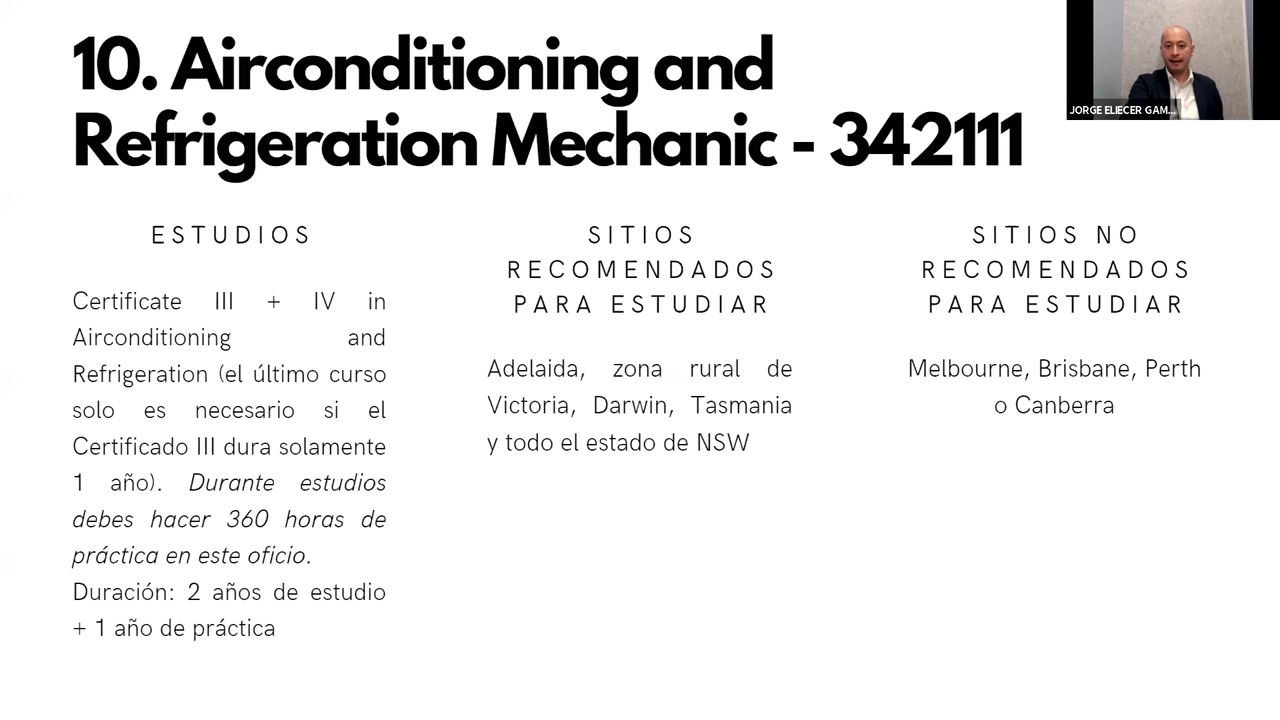 10. Airconditioning and
Refrigeration Mechanic - 342111
JORGE ELIECER GAM...
ESTUDIOS
Certificate III + IV in
Airconditioning and
Refrigeration (el último curso
solo es necesario si el
Certificado III dura solamente
1 año). Durante estudios
debes hacer 360 horas de
práctica en este oficio.
Duración: 2 años de estudio
+ 1 año de práctica
SITIOS
RECOMENDADOS
PARA ESTUDIAR
Adelaida, zona rural de
Victoria, Darwin, Tasmania
y todo el estado de NSW
SITIOS NO
RECOMENDADOS
PARA ESTUDIAR
Melbourne, Brisbane, Perth
o Canberra